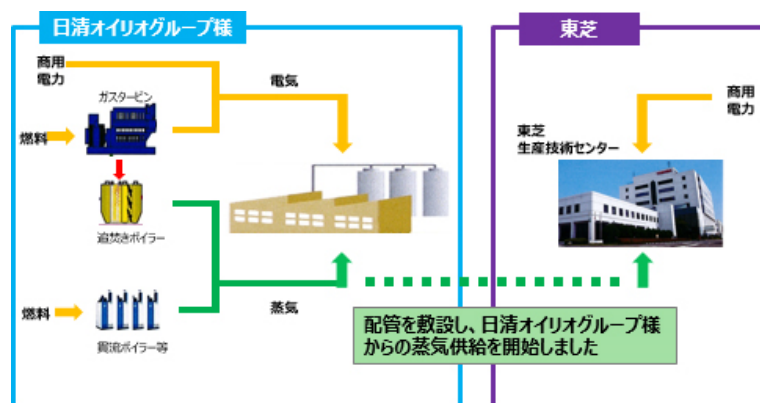 日清オイリオグループ様
東芝
商用
電力
電気
ガスタービン
商用
電力
燃料
東芝
生産技術センター
追焚きボイラー
燃料
蒸気
貫流ボイラー等
配管を敷設し、日清オイリオグループ様
からの蒸気供給を開始しました